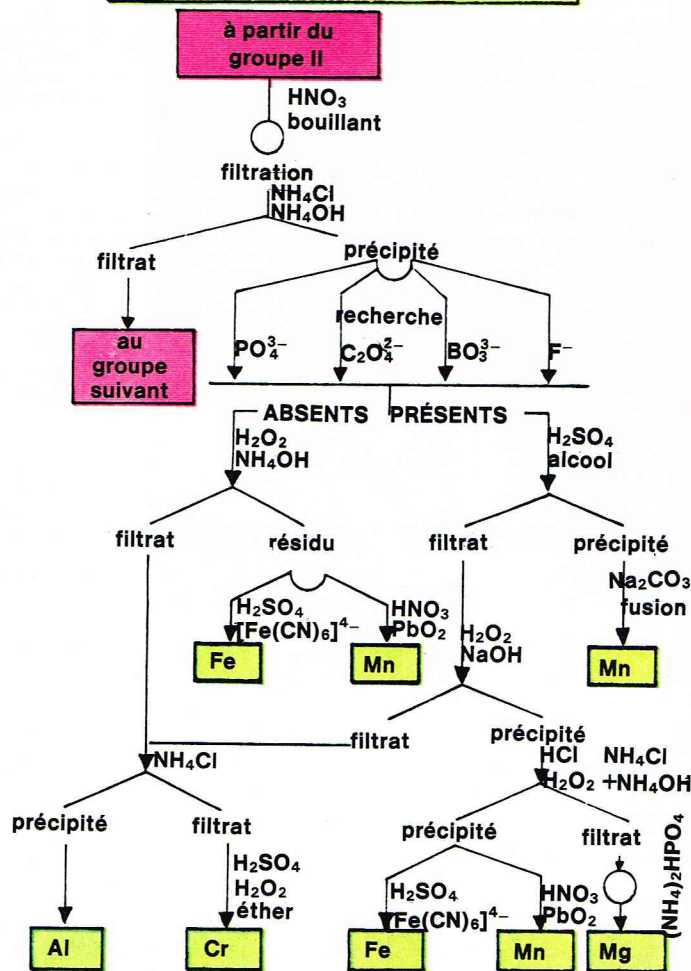 à partir du
groupe II
HNO₃
bouillant
filtration
NH₄Cl
NH₄OH
filtrat
précipité
recherche
au
groupe
suivant
PO₄³⁻
C₂O₄²⁻
BO₃³⁻
F⁻
ABSENTS
PRÉSENTS
H₂O₂
NH₄OH
H₂SO₄
alcool
filtrat
résidu
filtrat
précipité
H₂SO₄
[Fe(CN)₆]⁴⁻
HNO₃
PbO₂
H₂O₂
NaOH
Na₂CO₃
fusion
Fe
Mn
Mn
filtrat
précipité
NH₄Cl
HCl NH₄Cl
H₂O₂ +NH₄OH
précipité
filtrat
précipité
filtrat
(NH₄)₂HPO₄
H₂SO₄
H₂O₂
éther
H₂SO₄
[Fe(CN)₆]⁴⁻
HNO₃
PbO₂
Al
Cr
Fe
Mn
Mg